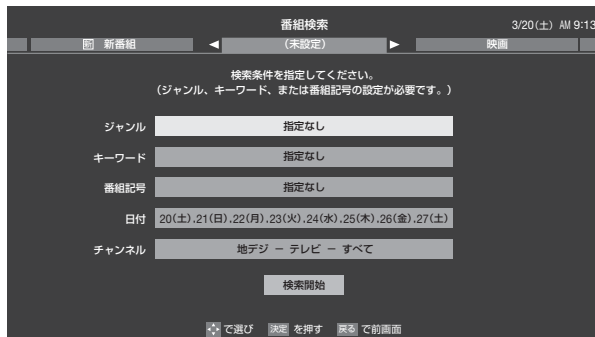 番組検索 3/20(土) AM 9:13
新 新番組 ◀ (未設定) ▶ 映画
検索条件を指定してください。
(ジャンル、キーワード、または番組記号の設定が必要です。)
ジャンル 指定なし
キーワード 指定なし
番組記号 指定なし
日付 20(土).21(日).22(月).23(火).24(水).25(木).26(金).27(土)
チャンネル 地デジ － テレビ － すべて
検索開始
で選び 決定 を押す 戻る で前画面